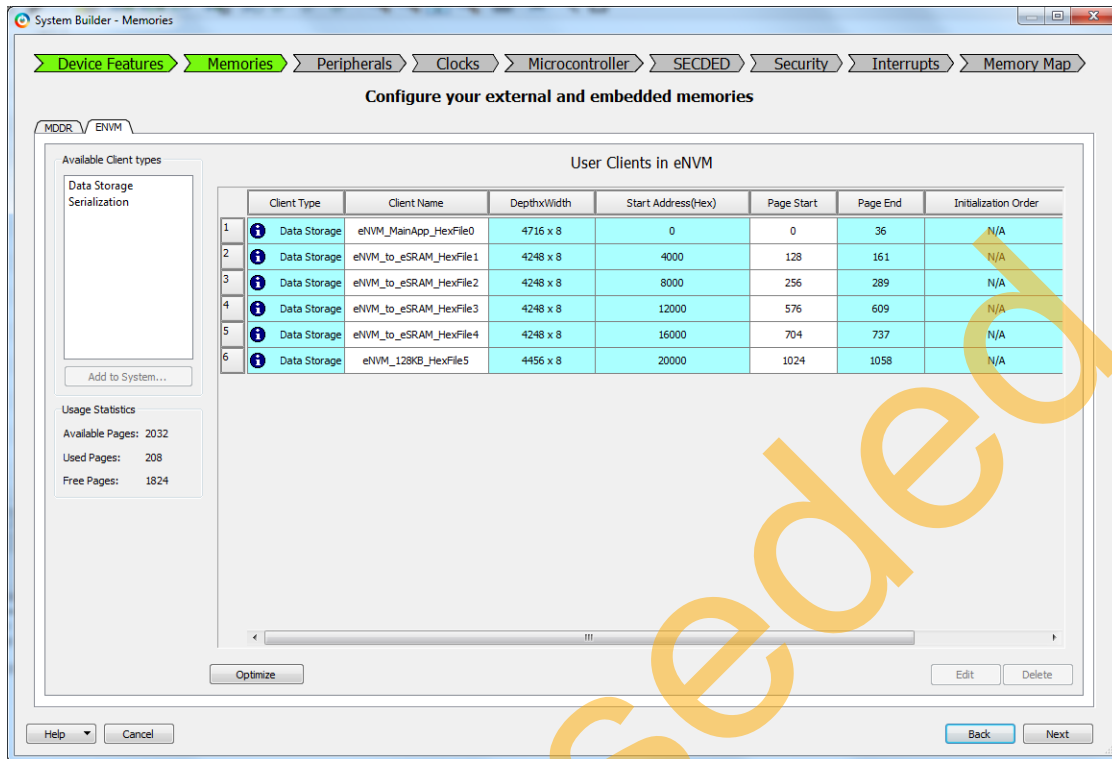 System Builder - Memories
Device Features Memories Peripherals Clocks Microcontroller SECDED Security Interrupts Memory Map
Configure your external and embedded memories
MDDR ENVM
Available Client types
Data Storage
Serialization
Add to System...
Usage Statistics
Available Pages: 2032
Used Pages: 208
Free Pages: 1824
User Clients in eNVM
Client Type Client Name DepthxWidth Start Address(Hex) Page Start Page End Initialization Order
1 Data Storage eNVM_MainApp_HexFile0 4716 x 8 0 0 36 N/A
2 Data Storage eNVM_to_eSRAM_HexFile1 4248 x 8 4000 128 161 N/A
3 Data Storage eNVM_to_eSRAM_HexFile2 4248 x 8 8000 256 289 N/A
4 Data Storage eNVM_to_eSRAM_HexFile3 4248 x 8 12000 576 609 N/A
5 Data Storage eNVM_to_eSRAM_HexFile4 4248 x 8 16000 704 737 N/A
6 Data Storage eNVM_128KB_HexFile5 4456 x 8 20000 1024 1058 N/A
Optimize Edit Delete
Help Cancel Back Next
seded